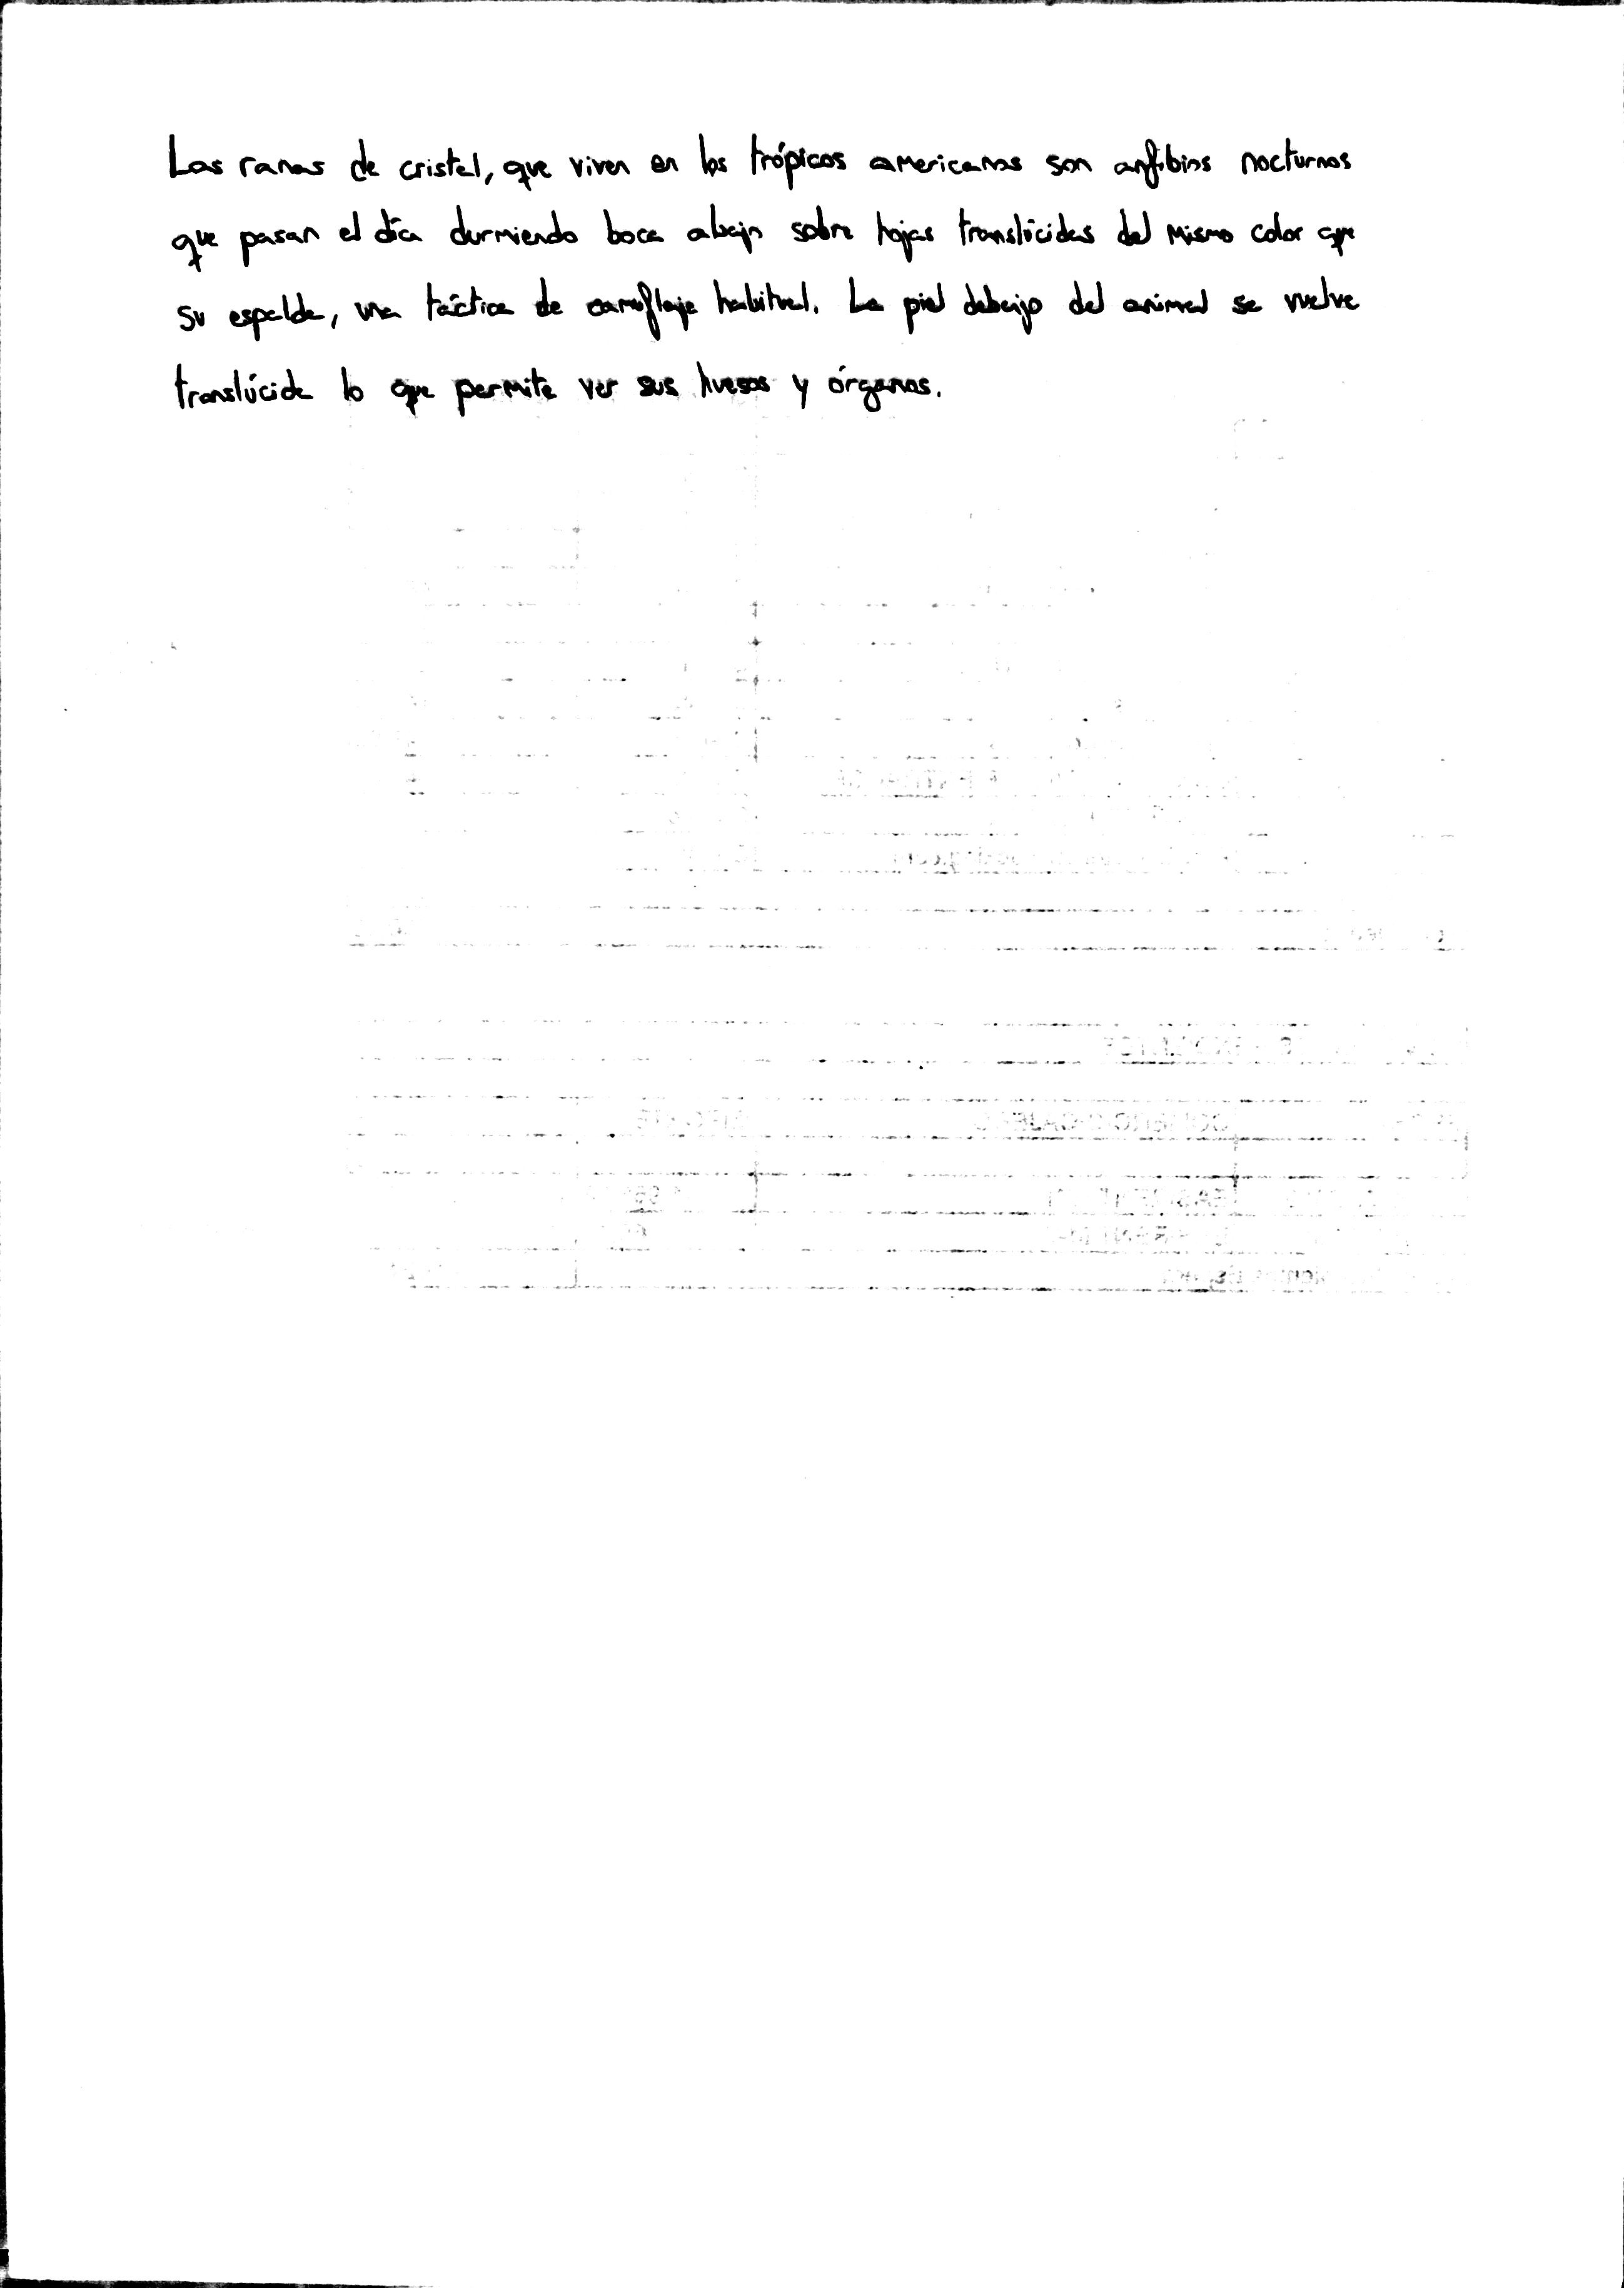 Las ranas de cristal, que viven en los trópicos americanos son anfibios nocturnos
que pasan el día durmiendo boca abajo sobre hojas translúcidas del mismo color que
su espalda, una táctica de camuflaje habitual. La piel debajo del animal se vuelve
translúcida lo que permite ver sus huesos y órganos.